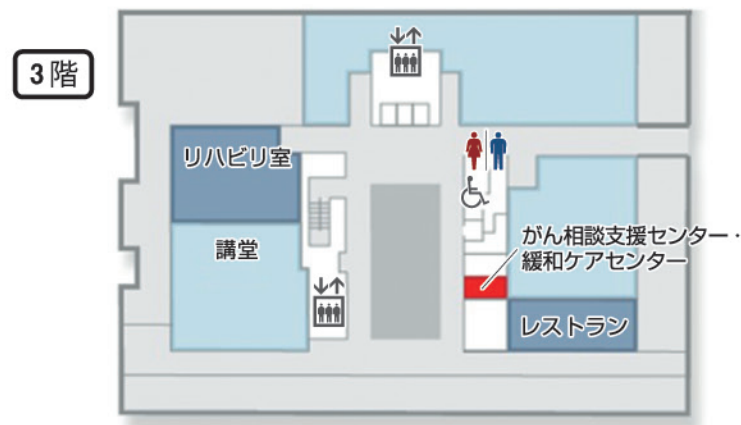 3階
リハビリ室
講堂
がん相談支援センター・
緩和ケアセンター
レストラン